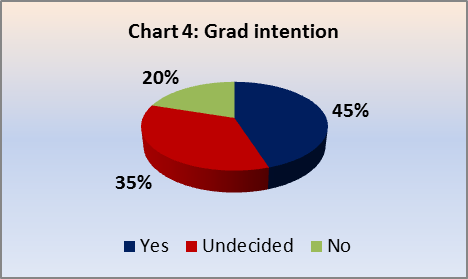 Chart 4: Grad intention
20%
45%
35%
Yes Undecided No